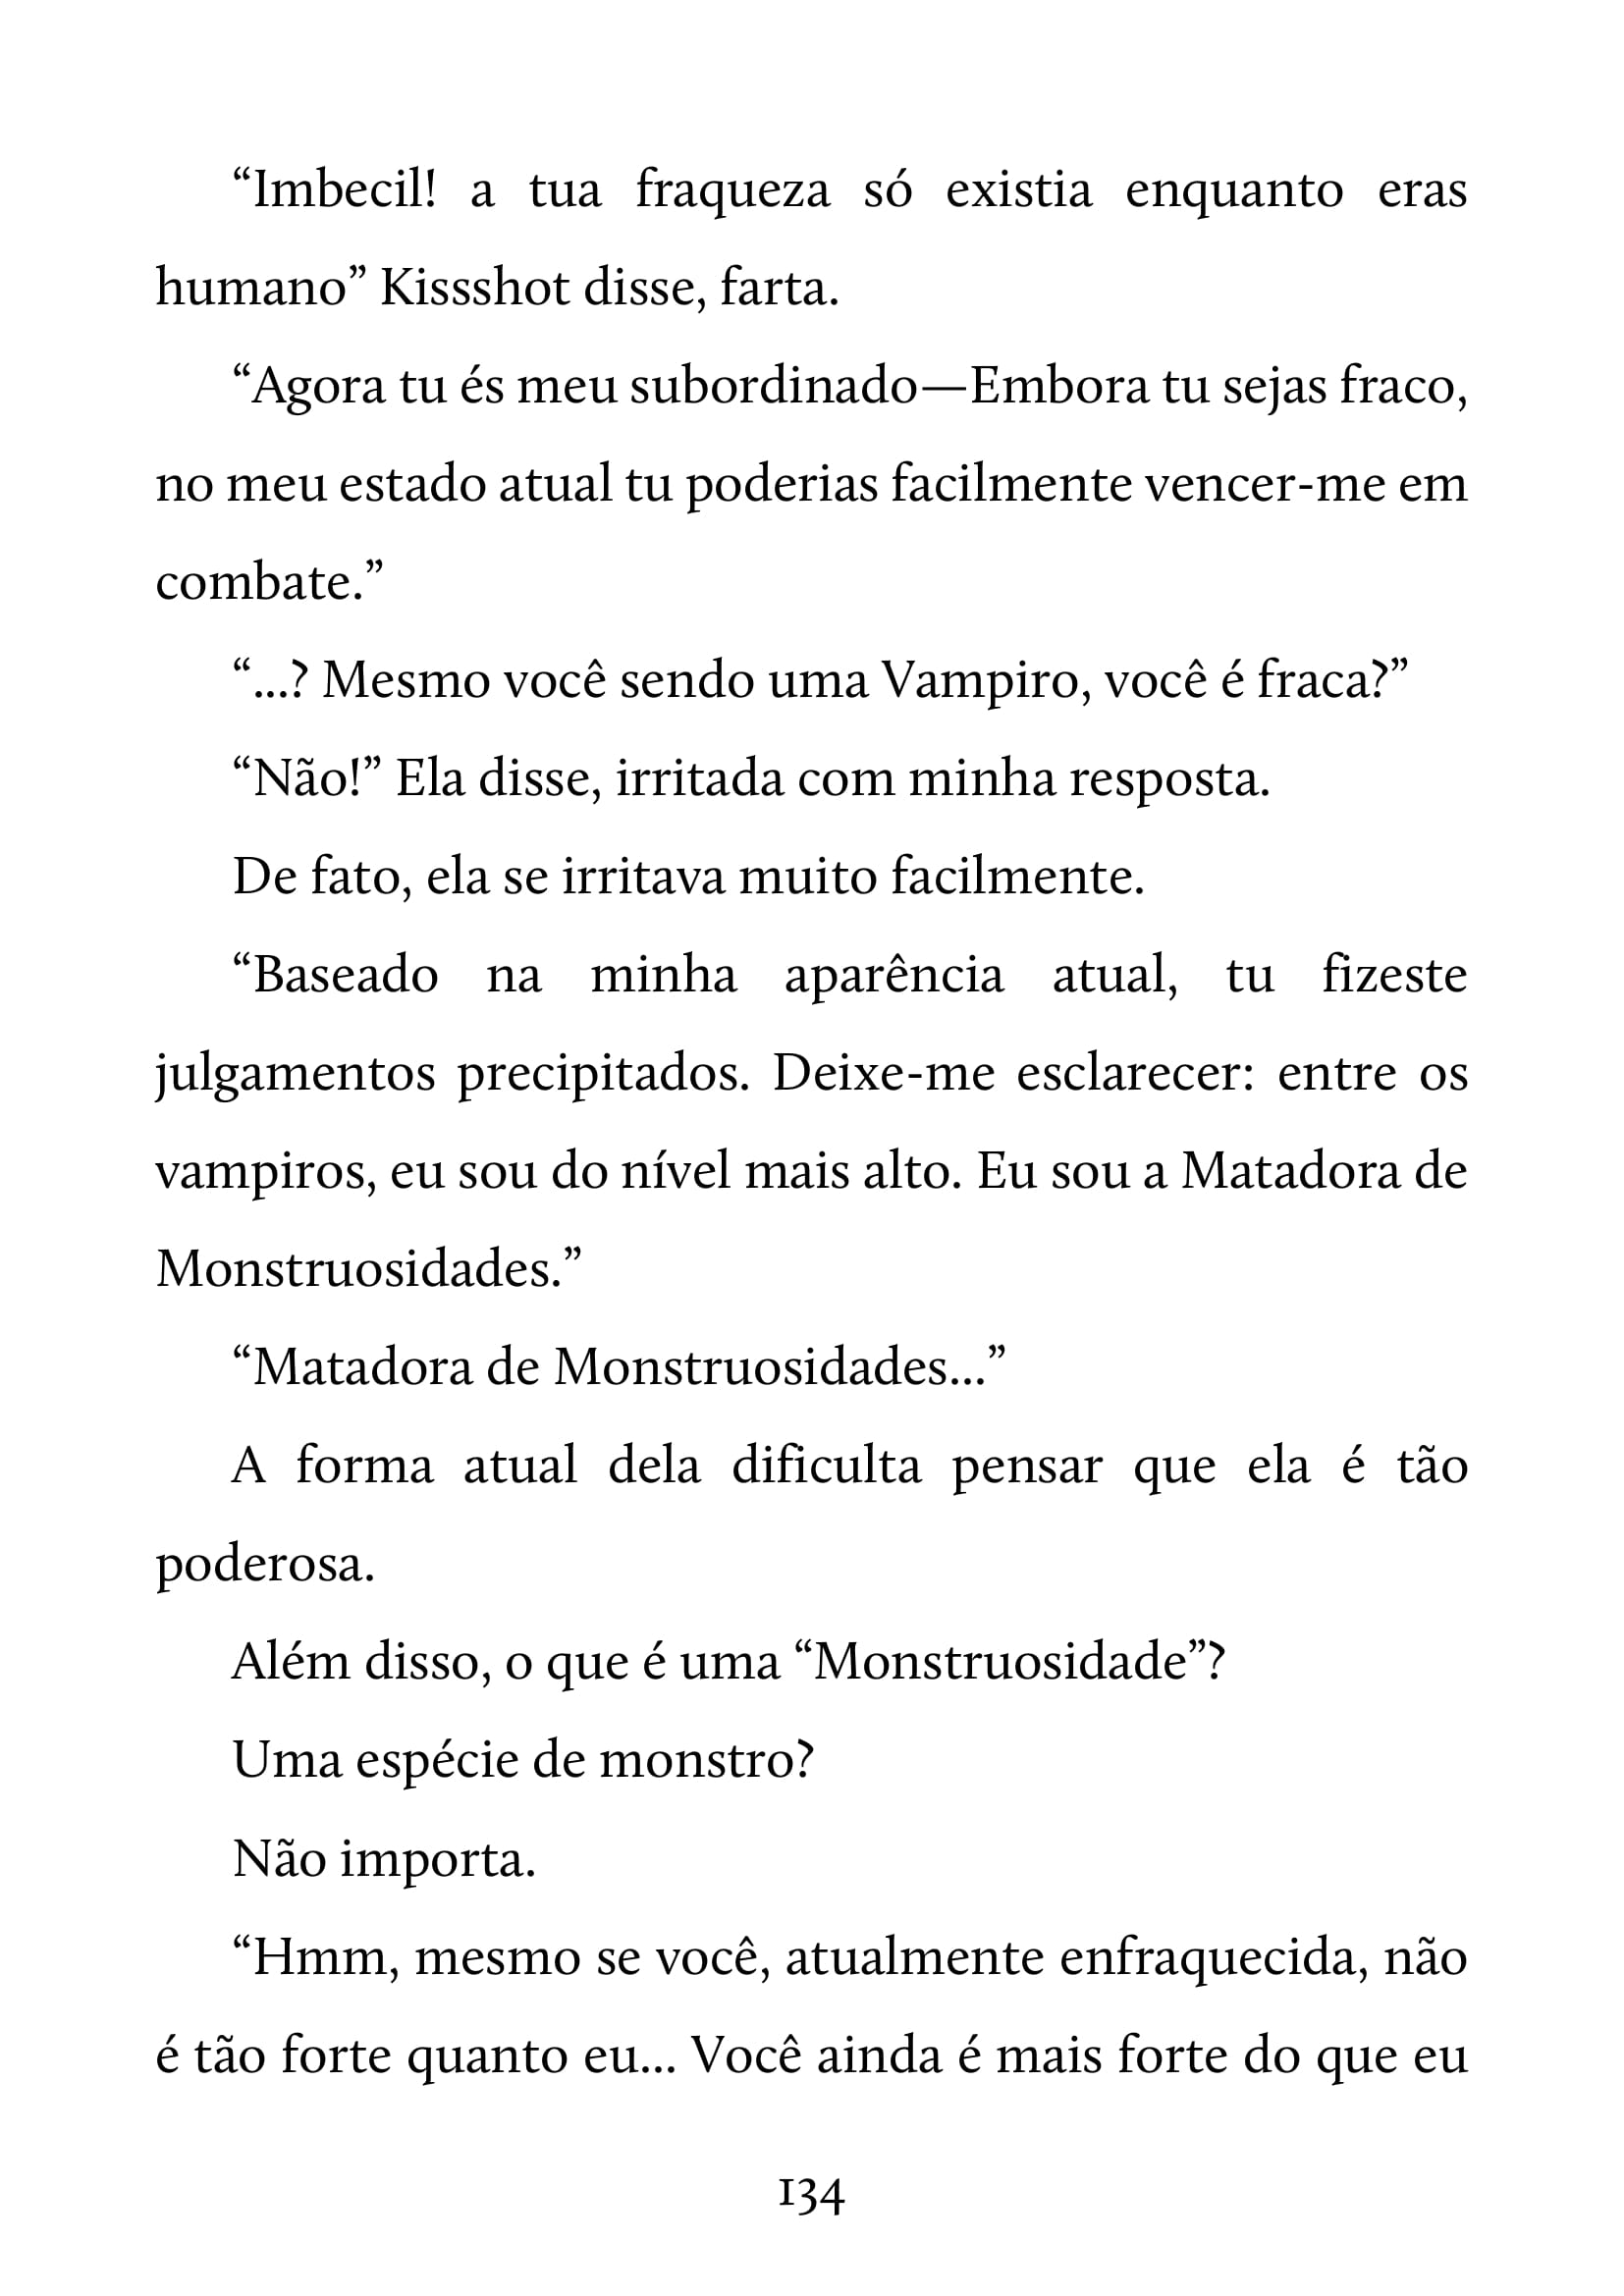 “Imbecil! a tua fraqueza só existia enquanto eras
humano” Kissshot disse, farta.
“Agora tu és meu subordinado—Embora tu sejas fraco,
no meu estado atual tu poderias facilmente vencer-me em
combate.”
“...? Mesmo você sendo uma Vampiro, você é fraca?”
“Não!” Ela disse, irritada com minha resposta.
De fato, ela se irritava muito facilmente.
“Baseado na minha aparência atual, tu fizeste
julgamentos precipitados. Deixe-me esclarecer: entre os
vampiros, eu sou do nível mais alto. Eu sou a Matadora de
Monstruosidades.”
“Matadora de Monstruosidades...”
A forma atual dela dificulta pensar que ela é tão
poderosa.
Além disso, o que é uma “Monstruosidade”?
Uma espécie de monstro?
Não importa.
“Hmm, mesmo se você, atualmente enfraquecida, não
é tão forte quanto eu... Você ainda é mais forte do que eu
134